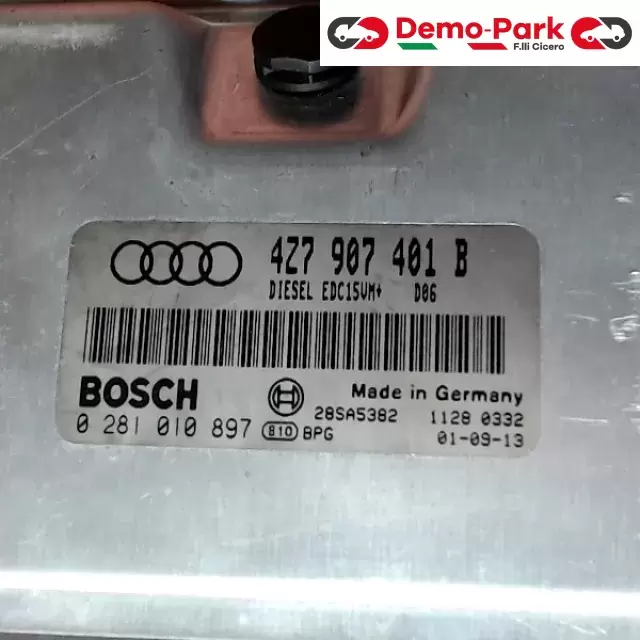 Demo-Park
F.lli Cicero
4Z7 907 401 B
DIESEL EDC15VM+ D06
BOSCH
Made in Germany
28SA5382 1128 0332
0 281 010 897 810 BPG 01-09-13